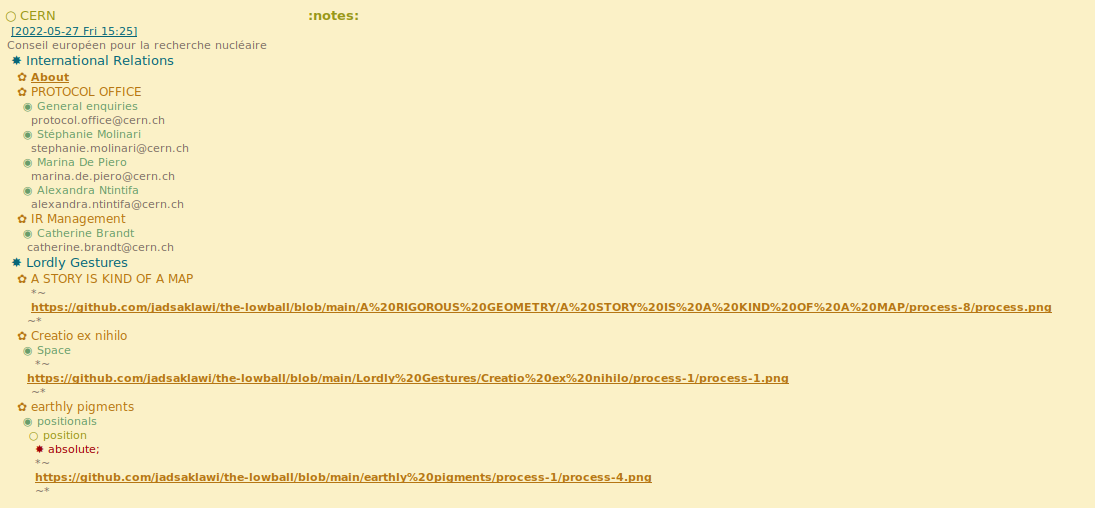 ○ CERN :notes:
[2022-05-27 Fri 15:25]
Conseil européen pour la recherche nucléaire
✸ International Relations
✿ About
✿ PROTOCOL OFFICE
◉ General enquiries
protocol.office@cern.ch
◉ Stéphanie Molinari
stephanie.molinari@cern.ch
◉ Marina De Piero
marina.de.piero@cern.ch
◉ Alexandra Ntintifa
alexandra.ntintifa@cern.ch
✿ IR Management
◉ Catherine Brandt
catherine.brandt@cern.ch
✸ Lordly Gestures
✿ A STORY IS KIND OF A MAP
*~
https://github.com/jadsaklawi/the-lowball/blob/main/A%20RIGOROUS%20GEOMETRY/A%20STORY%20IS%20A%20KIND%20OF%20A%20MAP/process-8/process.png
~*
✿ Creatio ex nihilo
◉ Space
*~
https://github.com/jadsaklawi/the-lowball/blob/main/Lordly%20Gestures/Creatio%20ex%20nihilo/process-1/process-1.png
~*
✿ earthly pigments
◉ positionals
○ position
✸ absolute;
*~
https://github.com/jadsaklawi/the-lowball/blob/main/earthly%20pigments/process-1/process-4.png
~*